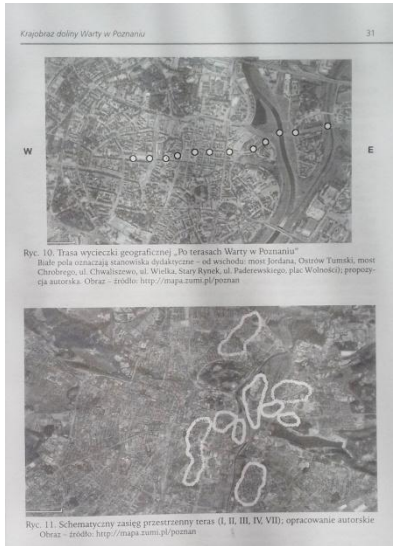 Krajobraz doliny Warty w Poznaniu 31
W E
Ryc. 10. Trasa wycieczki geograficznej „Po terasach Warty w Poznaniu”
Białe pola oznaczają stanowiska dydaktyczne – od wschodu: most Jordana, Ostrów Tumski, most
Chrobrego, ul. Chwaliszewo, ul. Wielka, Stary Rynek, ul. Paderewskiego, plac Wolności); propozy-
cja autorska. Obraz – źródło: http://mapa.zumi.pl/poznan
Ryc. 11. Schematyczny zasięg przestrzenny teras (I, II, III, IV, VII); opracowanie autorskie
Obraz – źródło: http://mapa.zumi.pl/poznan